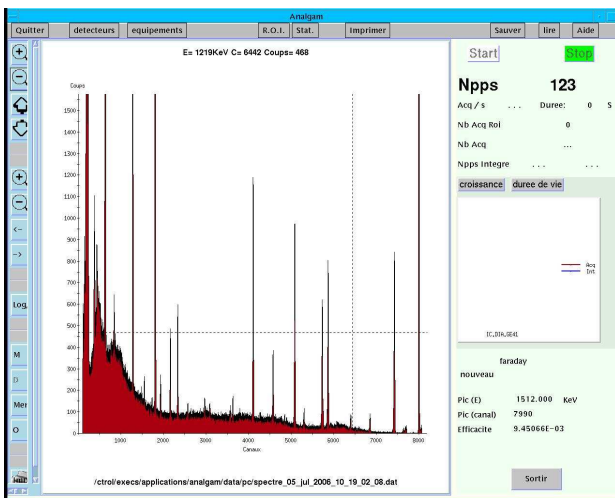 Analgam
Quitter detecteurs equipements R.O.I. Stat. Imprimer Sauver lire Aide
E= 1219KeV C= 6442 Coups= 468
Start Stop
Npps 123
Acq / s ... Duree: 0 S
Nb Acq Roi 0
Nb Acq ...
Npps Integre ... ...
croissance duree de vie
Coups
1500
1400
1300
1200
1100
1000
900
800
700
600
500
400
300
200
100
0
1000 2000 3000 4000 5000 6000 7000 8000
Canaux
/ctrol/execs/applications/analgam/data/pc/spectre_05_jul_2006_10_19_02_08.dat
<-
->
Log
M
D
Mer
O
Acq
Int
IC,DIA,GE41
faraday
nouveau
Pic (E) 1512.000 KeV
Pic (canal) 7990
Efficacite 9.45066E-03
Sortir